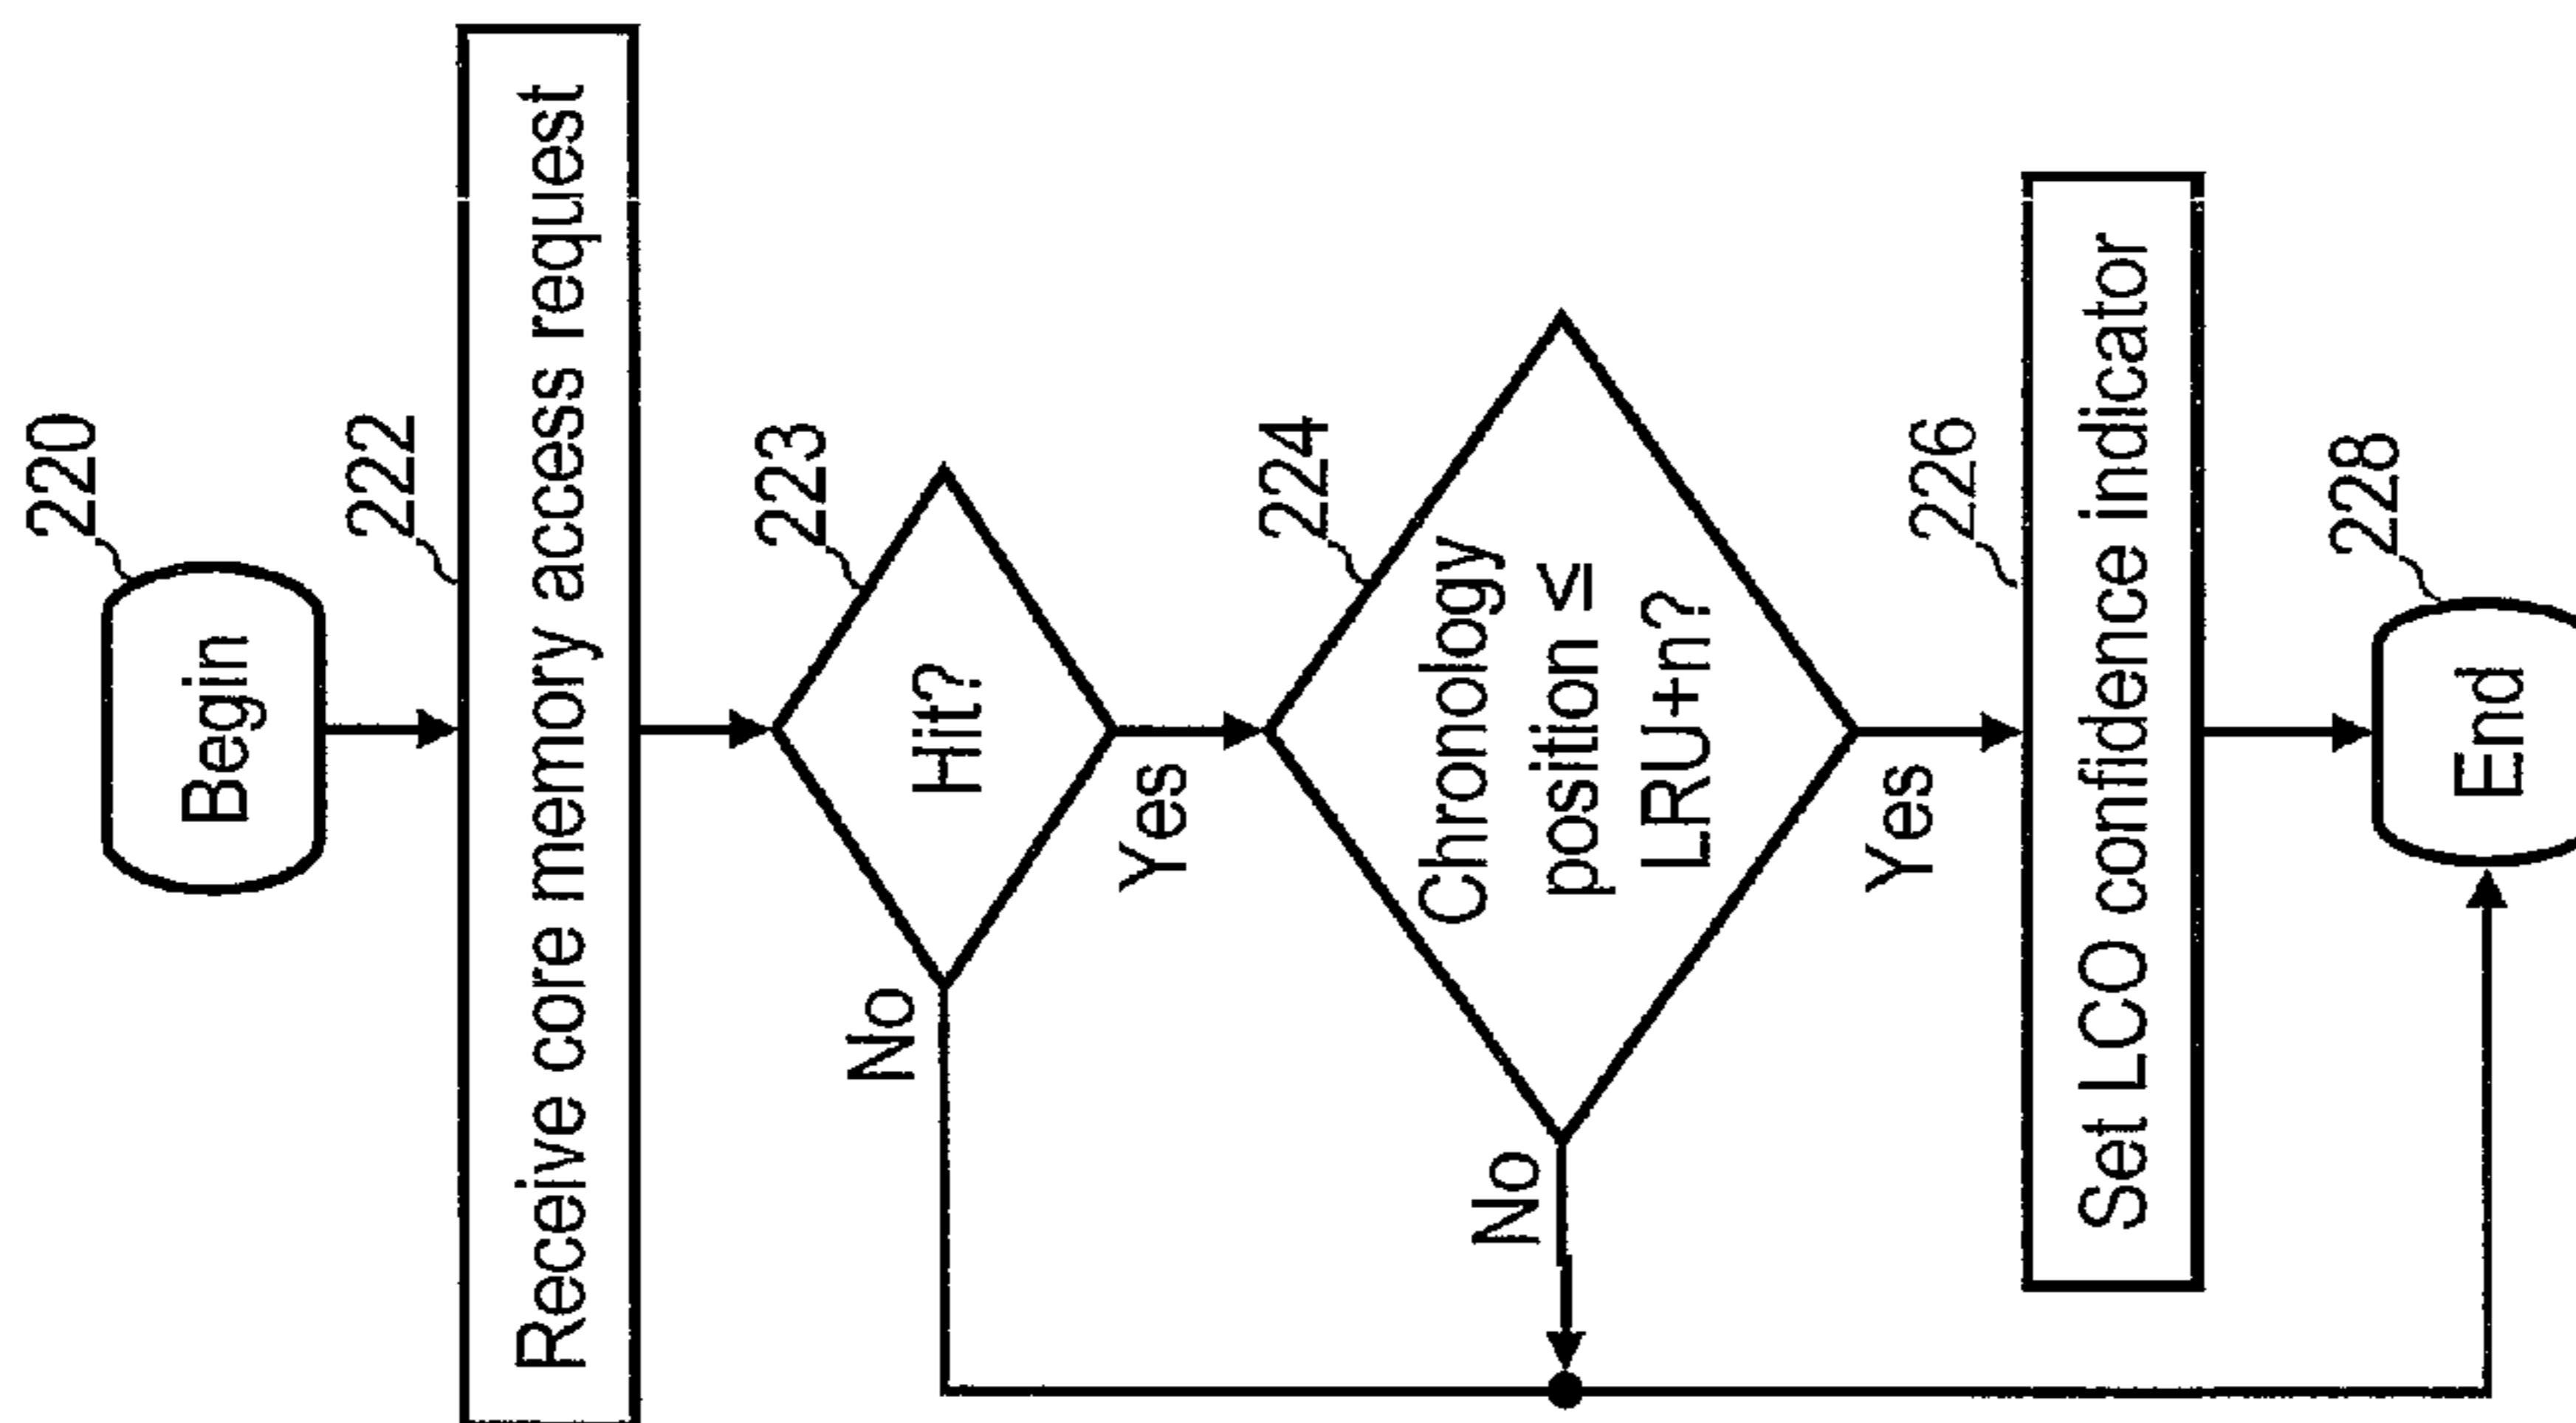 220
Begin
222
Receive core memory access request
223
Hit?
No
Yes
224
Chronology
position ≤
LRU+n?
No
Yes
226
Set LCO confidence indicator
228
End